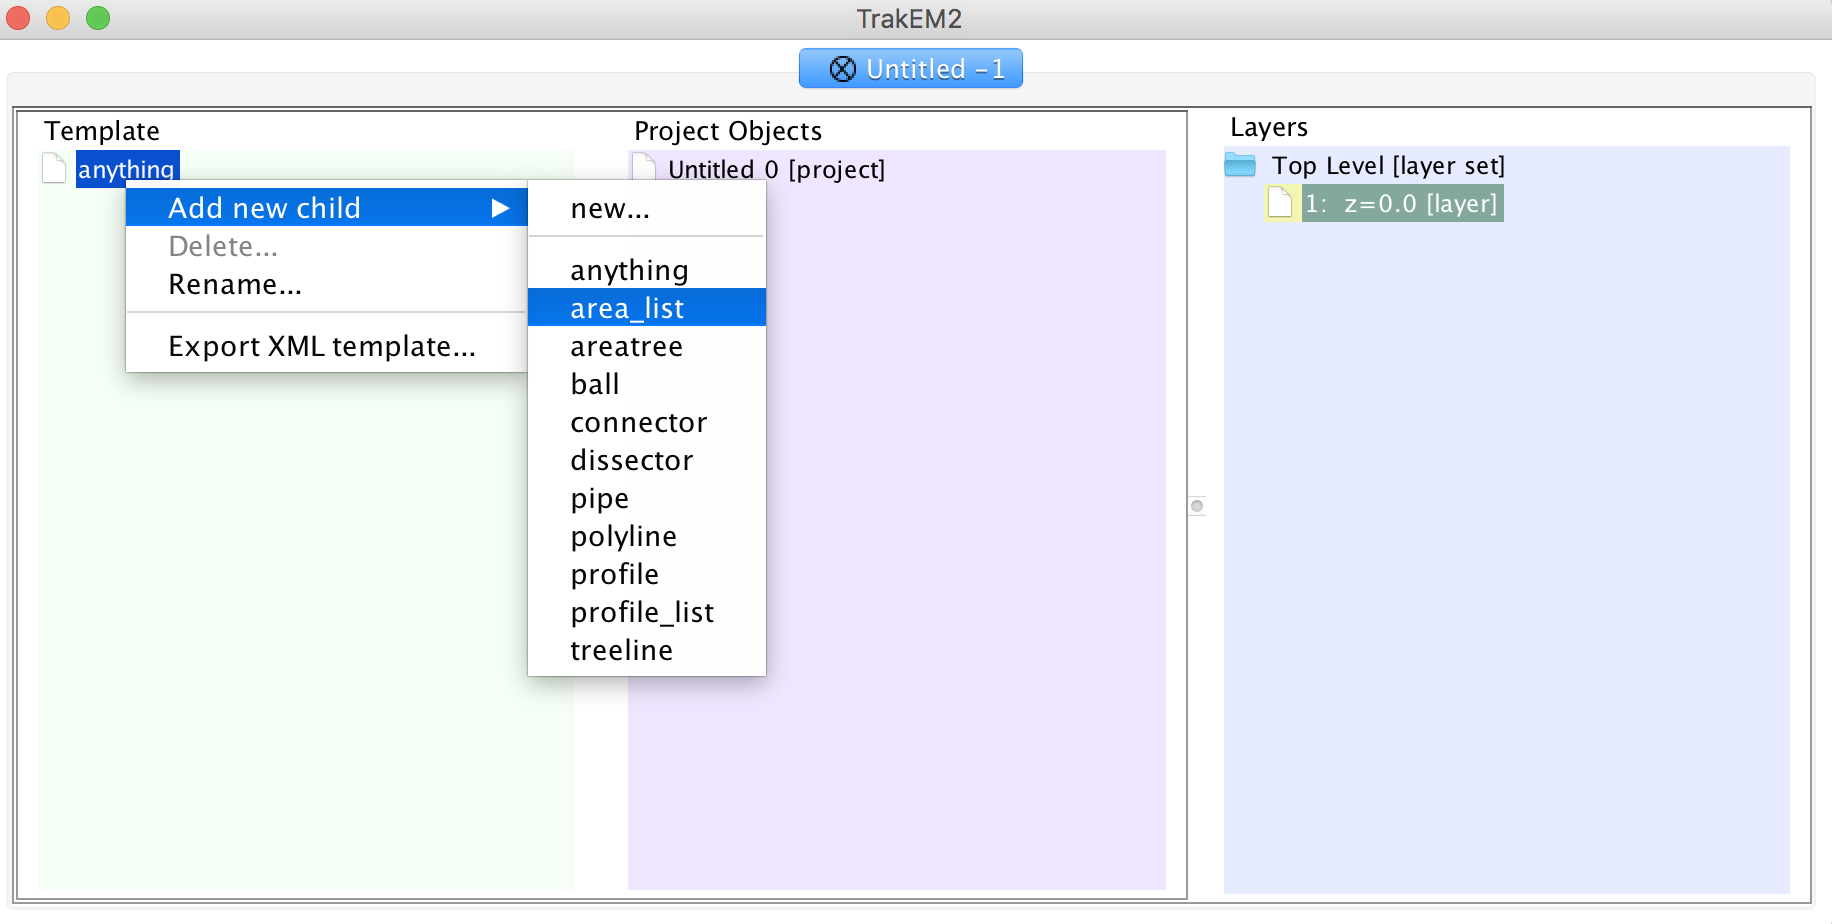 TrakEM2
Untitled -1
Template
anything
Add new child
Delete...
Rename...
Export XML template...
new...
anything
area_list
areatree
ball
connector
dissector
pipe
polyline
profile
profile_list
treeline
Project Objects
Untitled 0 [project]
Layers
Top Level [layer set]
1: z=0.0 [layer]